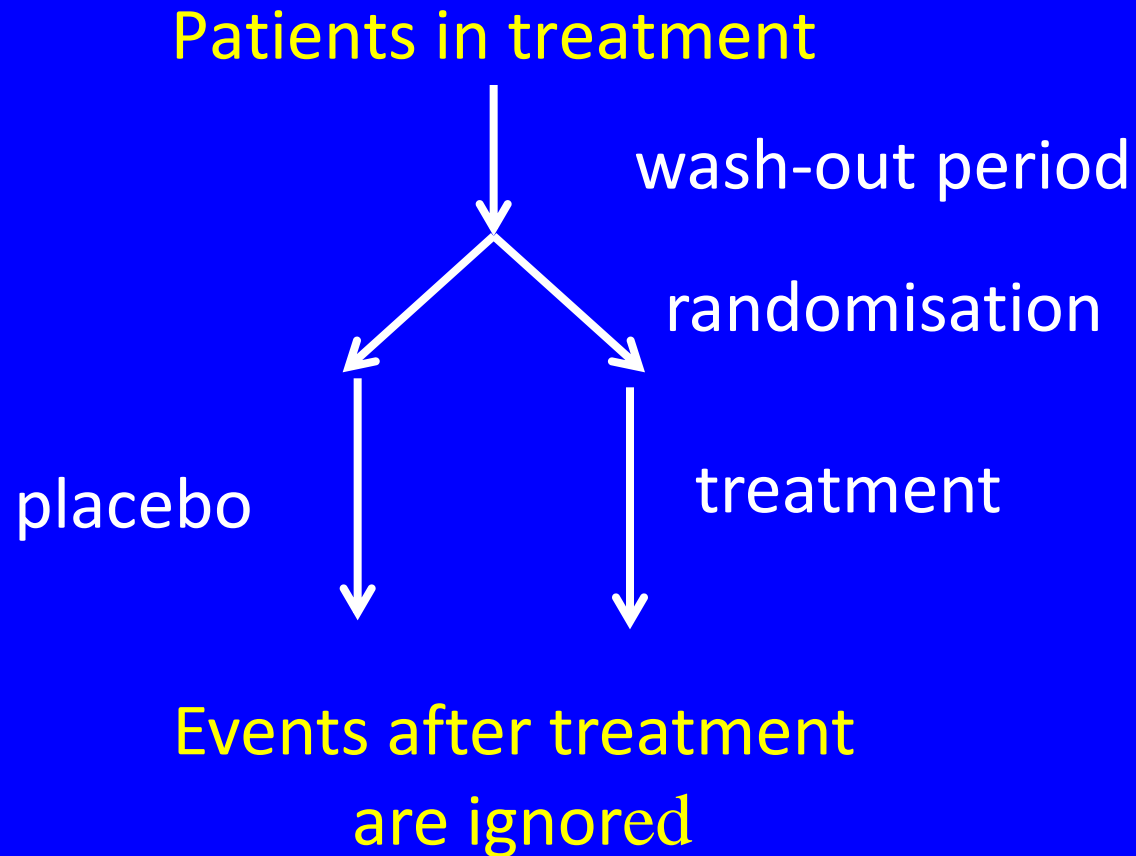 Patients in treatment
wash-out period
randomisation
treatment
placebo
Events after treatment
are ignored